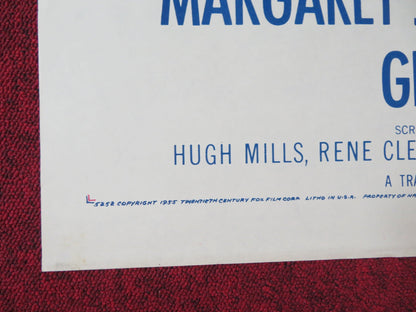 MARGARET
G
SCR
HUGH MILLS, RENE CLE
A TRA
5258 COPYRIGHT 1955 TWENTIETH CENTURY FOX FILM CORP. LITHO IN U.S.A. PROPERTY OF NA